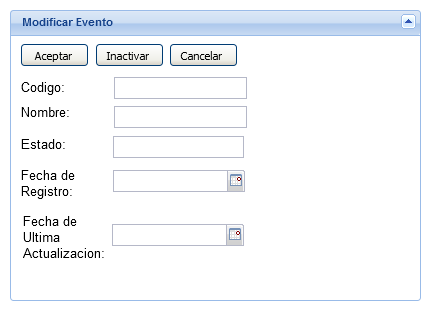 Modificar Evento
Aceptar Inactivar Cancelar
Codigo:
Nombre:
Estado:
Fecha de
Registro:
Fecha de
Ultima
Actualizacion: